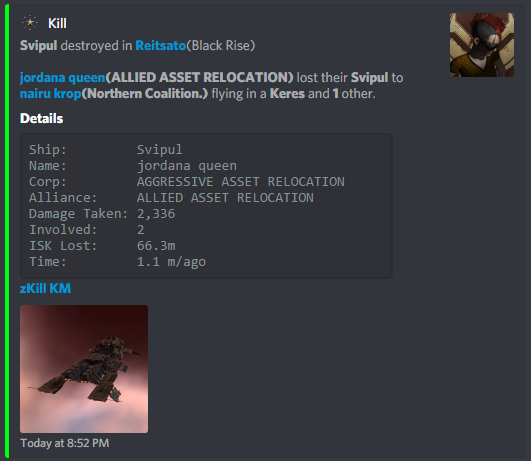 Kill
Svipul destroyed in Reitsato(Black Rise)
jordana queen(ALLIED ASSET RELOCATION) lost their Svipul to
nairu krop(Northern Coalition.) flying in a Keres and 1 other.
Details
Ship: Svipul
Name: jordana queen
Corp: AGGRESSIVE ASSET RELOCATION
Alliance: ALLIED ASSET RELOCATION
Damage Taken: 2,336
Involved: 2
ISK Lost: 66.3m
Time: 1.1 m/ago
zKill KM
Today at 8:52 PM